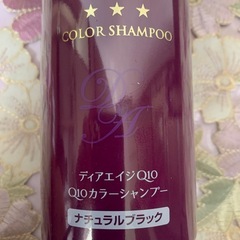 ★★★
COLOR SHAMPOO
DA
ディアエイジQ10
Q10カラーシャンプー
ナチュラルブラック